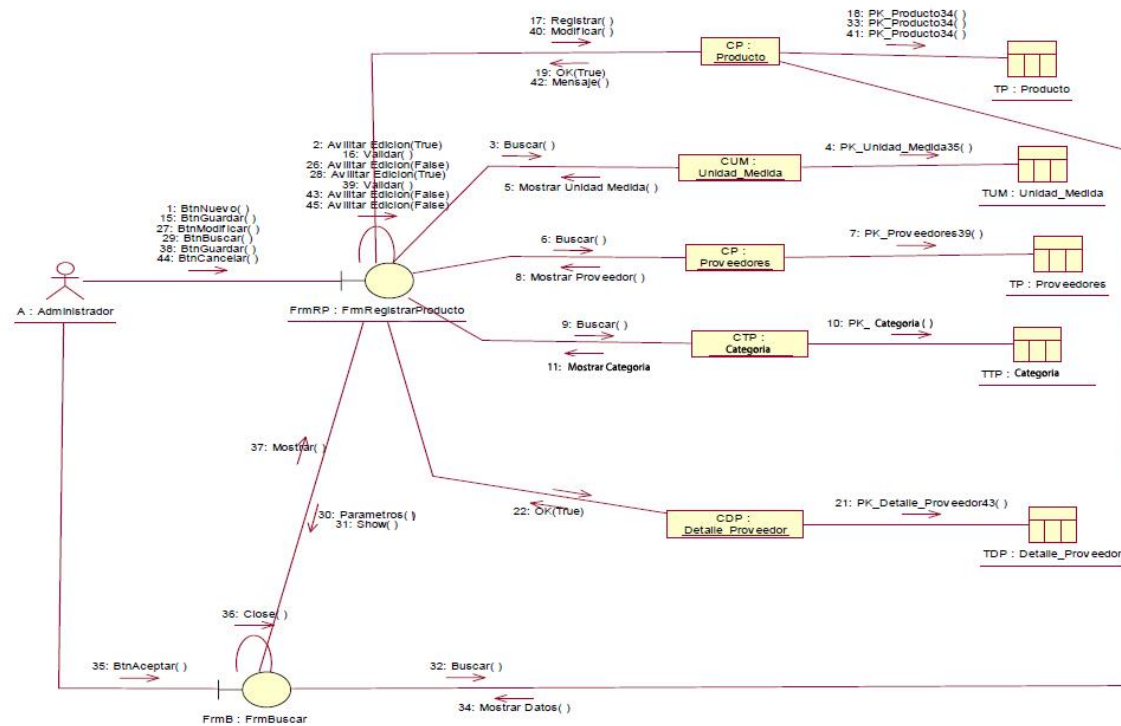 17: Registrar( )
40: Modificar( )
18: PK_Producto34( )
33: PK_Producto34( )
41: PK_Producto34( )
CP :
Producto
19: OK(True)
42: Mensaje( )
TP : Producto
2: Avilitar Edicion(True)
16: Validar( )
26: Avilitar Edicion(False)
28: Avilitar Edicion(True)
39: Validar( )
43: Avilitar Edicion(False)
45: Avilitar Edicion(False)
3: Buscar( )
4: PK_Unidad_Medida35( )
CUM :
Unidad_Medida
5: Mostrar Unidad Medida( )
TUM : Unidad_Medida
1: BtnNuevo( )
15: BtnGuardar( )
27: BtnModificar( )
29: BtnBuscar( )
38: BtnGuardar( )
44: BtnCancelar( )
6: Buscar( )
7: PK_Proveedores39( )
CP :
Proveedores
8: Mostrar Proveedor( )
TP : Proveedores
A : Administrador
FrmRP : FrmRegistrarProducto
9: Buscar( )
10: PK_ Categoria ( )
CTP :
Categoria
11: Mostrar Categoria
TTP : Categoria
37: Mostrar( )
30: Parametros( )
31: Show( )
22: OK(True)
21: PK_Detalle_Proveedor43( )
CDP :
Detalle_Proveedor
TDP : Detalle_Proveedor
36: Close( )
35: BtnAceptar( )
32: Buscar( )
34: Mostrar Datos( )
FrmB : FrmBuscar